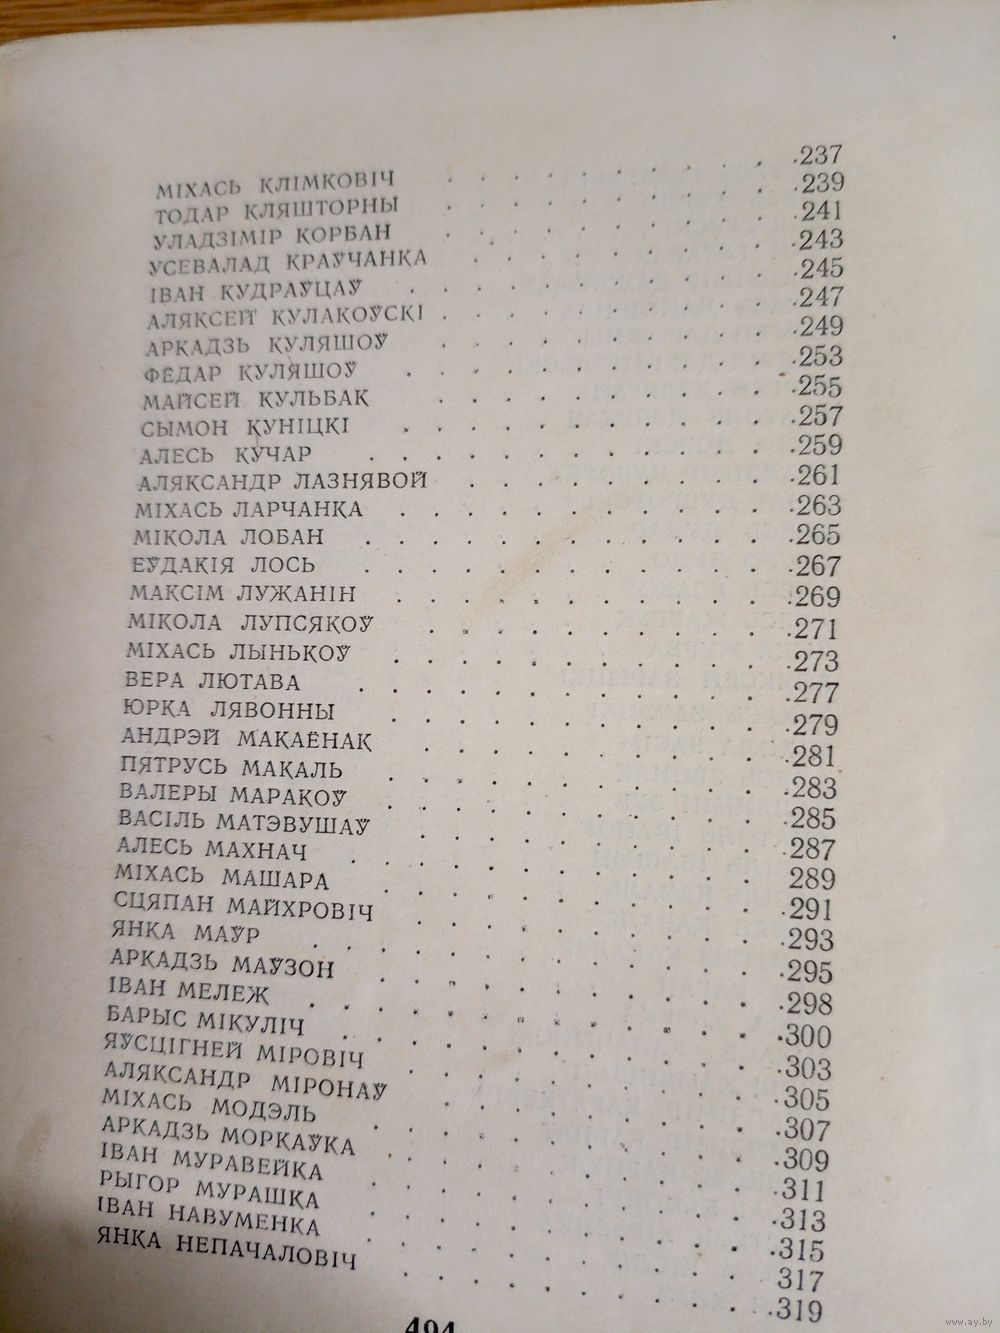 МІХАСЬ КЛІМКОВІЧ . . . . . . . . . . 237
ТОДАР КЛЯШТОРНЫ . . . . . . . . . . 239
УЛАДЗІМІР КОРБАН . . . . . . . . . . 241
УСЕВАЛАД КРАЎЧАНКА . . . . . . . . . 243
ІВАН КУДРАЎЦАЎ . . . . . . . . . . . 245
АЛЯКСЕЙ КУЛАКОЎСКІ . . . . . . . . . 247
АРКАДЗЬ КУЛЯШОЎ . . . . . . . . . . 249
ФЁДАР КУЛЯШОЎ . . . . . . . . . . . 253
МАЙСЕЙ КУЛЬБАК . . . . . . . . . . 255
СЫМОН КУНІЦКІ . . . . . . . . . . . 257
АЛЕСЬ КУЧАР . . . . . . . . . . . . 259
АЛЯКСАНДР ЛАЗНЯВОЙ . . . . . . . . . 261
МІХАСЬ ЛАРЧАНКА . . . . . . . . . . . 263
МІКОЛА ЛОБАН . . . . . . . . . . . . 265
ЕЎДАКІЯ ЛОСЬ . . . . . . . . . . . . 267
МАКСІМ ЛУЖАНІН . . . . . . . . . . . 269
МІКОЛА ЛУПСЯКОЎ . . . . . . . . . . 271
МІХАСЬ ЛЫНЬКОЎ . . . . . . . . . . . 273
ВЕРА ЛЮТАВА . . . . . . . . . . . . 277
ЮРКА ЛЯВОННЫ . . . . . . . . . . . 279
АНДРЭЙ МАКАЁНАК . . . . . . . . . . 281
ПЯТРУСЬ МАКАЛЬ . . . . . . . . . . . 283
ВАЛЕРЫ МАРАКОЎ . . . . . . . . . . . 285
ВАСІЛЬ МАТЭВУШАЎ . . . . . . . . . . 287
АЛЕСЬ МАХНАЧ . . . . . . . . . . . . 289
МІХАСЬ МАШАРА . . . . . . . . . . . 291
СЦЯПАН МАЙХРОВІЧ . . . . . . . . . . 293
ЯНКА МАЎР . . . . . . . . . . . . . 295
АРКАДЗЬ МАЎЗОН . . . . . . . . . . . 298
ІВАН МЕЛЕЖ . . . . . . . . . . . . . 300
БАРЫС МІКУЛІЧ . . . . . . . . . . . . 303
ЯЎСЦІГНЕЙ МІРОВІЧ . . . . . . . . . . 305
АЛЯКСАНДР МІРОНАЎ . . . . . . . . . 307
МІХАСЬ МОДЭЛЬ . . . . . . . . . . . 309
АРКАДЗЬ МОРКАЎКА . . . . . . . . . . 311
ІВАН МУРАВЕЙКА . . . . . . . . . . . 313
РЫГОР МУРАШКА . . . . . . . . . . . 315
ІВАН НАВУМЕНКА . . . . . . . . . . . 317
ЯНКА НЕПАЧАЛОВІЧ . . . . . . . . . . 319
494
www.ay.by